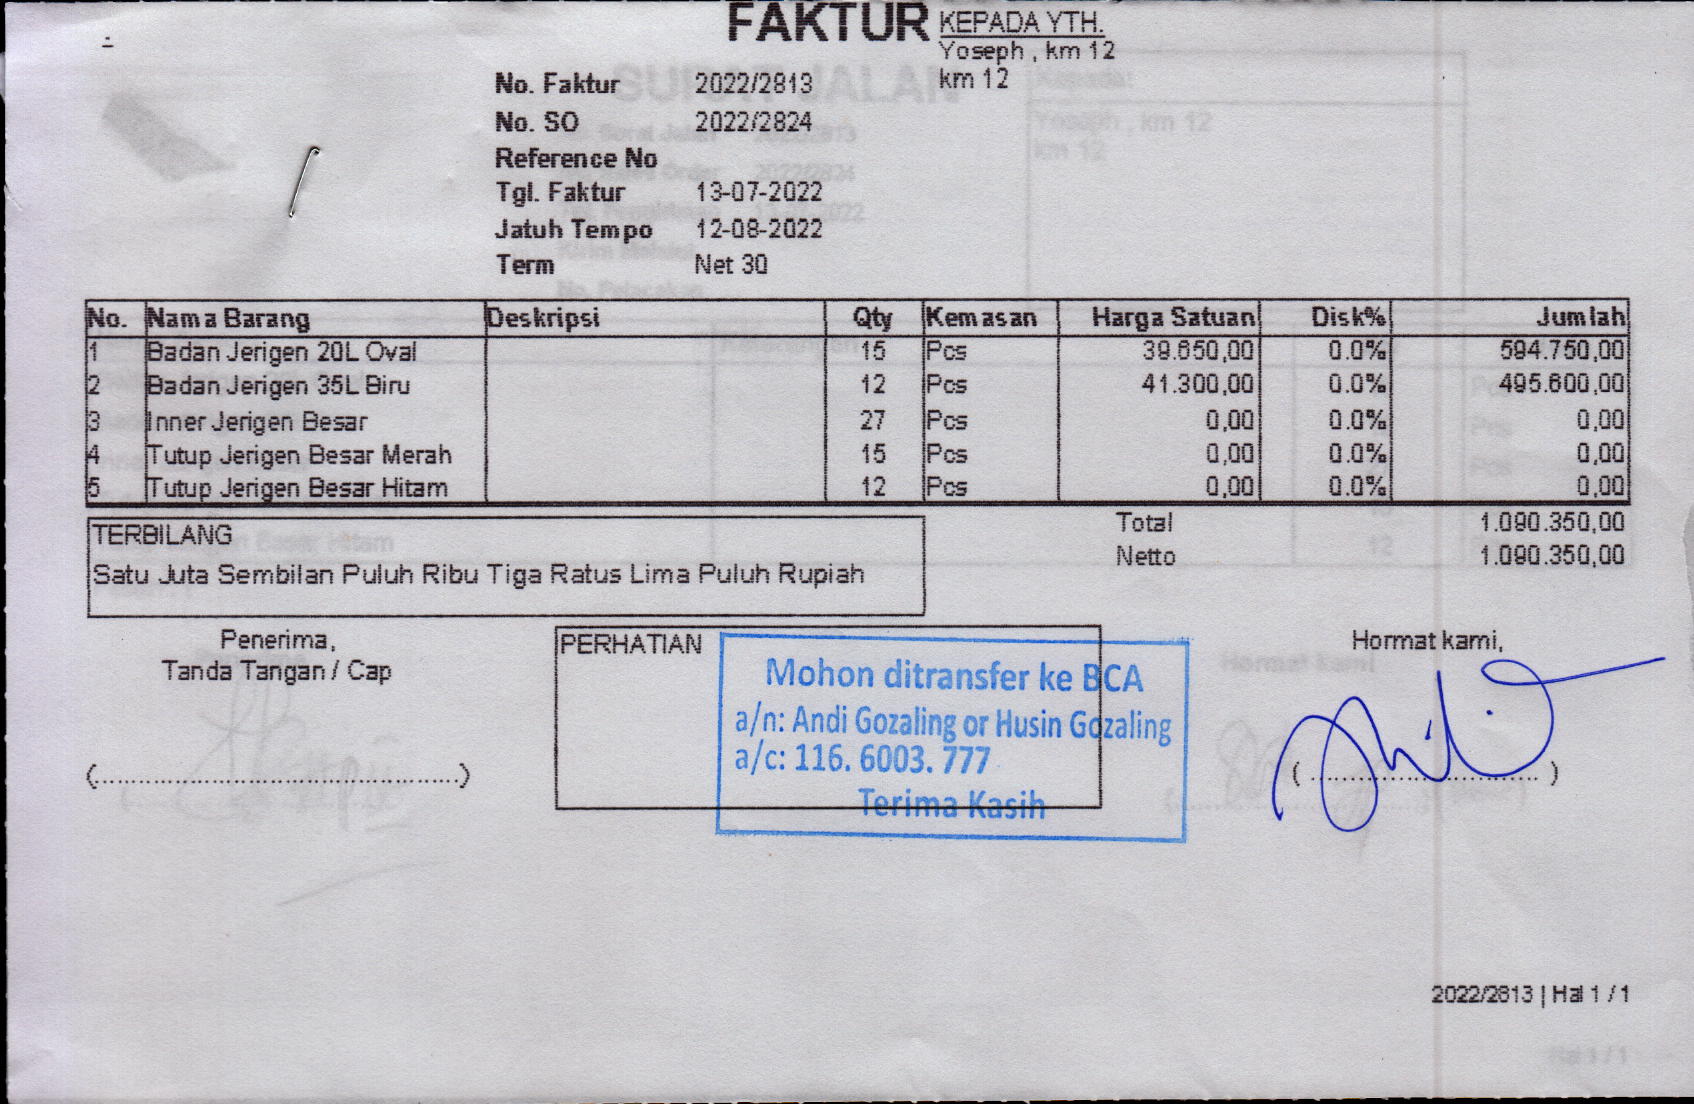 FAKTUR
KEPADA YTH.
Yoseph , km 12
km 12
No. Faktur 2022/2813
No. SO 2022/2824
Reference No
Tgl. Faktur 13-07-2022
Jatuh Tempo 12-08-2022
Term Net 30
No. Nama Barang Deskripsi Qty Kemasan Harga Satuan Disk% Jumlah
1 Badan Jerigen 20L Oval 15 Pcs 39.650,00 0.0% 594.750,00
2 Badan Jerigen 35L Biru 12 Pcs 41.300,00 0.0% 495.600,00
3 Inner Jerigen Besar 27 Pcs 0,00 0.0% 0,00
4 Tutup Jerigen Besar Merah 15 Pcs 0,00 0.0% 0,00
5 Tutup Jerigen Besar Hitam 12 Pcs 0,00 0.0% 0,00
Total 1.090.350,00
Netto 1.090.350,00
TERBILANG
Satu Juta Sembilan Puluh Ribu Tiga Ratus Lima Puluh Rupiah
Penerima,
Tanda Tangan / Cap
(..........................................................)
PERHATIAN
Mohon ditransfer ke BCA
a/n: Andi Gozaling or Husin Gozaling
a/c: 116. 6003. 777
Terima Kasih
Hormat kami,
( ..................................... )
2022/2813 | Hal 1 / 1